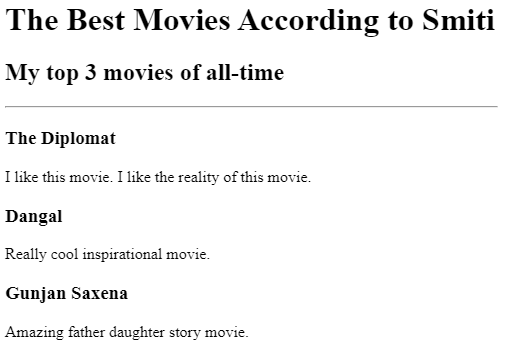 The Best Movies According to Smiti
My top 3 movies of all-time
The Diplomat
I like this movie. I like the reality of this movie.
Dangal
Really cool inspirational movie.
Gunjan Saxena
Amazing father daughter story movie.